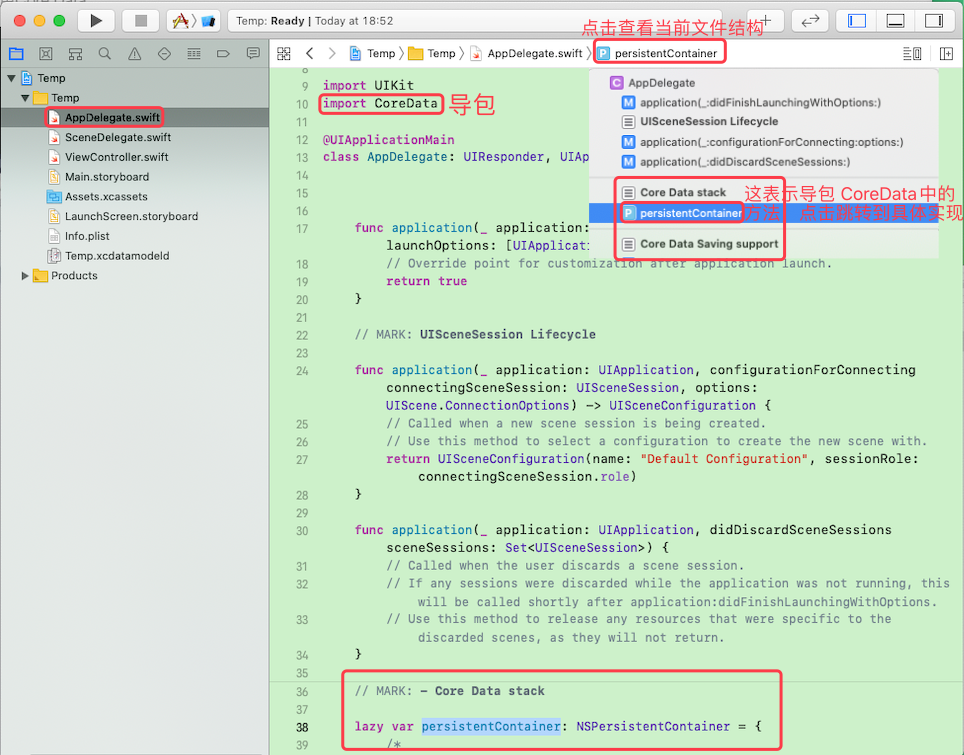 Temp: Ready | Today at 18:52
点击查看当前文件结构
Temp
Temp
AppDelegate.swift
persistentContainer
Temp
Temp
AppDelegate.swift
SceneDelegate.swift
ViewController.swift
Main.storyboard
Assets.xcassets
LaunchScreen.storyboard
Info.plist
Temp.xcdatamodeld
Products
C AppDelegate
M application(_:didFinishLaunchingWithOptions:)
UISceneSession Lifecycle
M application(_:configurationForConnecting:options:)
M application(_:didDiscardSceneSessions:)
Core Data stack
P persistentContainer
Core Data Saving support
这表示导包 CoreData中的
方法，点击跳转到具体实现
8
9 import UIKit
10 import CoreData 导包
11
12 @UIApplicationMain
13 class AppDelegate: UIResponder, UIAp
14
15
16
17 func application(_ application:
launchOptions: [UIApplicati
18 // Override point for customization after application launch.
19 return true
20 }
21
22 // MARK: UISceneSession Lifecycle
23
24 func application(_ application: UIApplication, configurationForConnecting
connectingSceneSession: UISceneSession, options:
UIScene.ConnectionOptions) -> UISceneConfiguration {
25 // Called when a new scene session is being created.
26 // Use this method to select a configuration to create the new scene with.
27 return UISceneConfiguration(name: "Default Configuration", sessionRole:
connectingSceneSession.role)
28 }
29
30 func application(_ application: UIApplication, didDiscardSceneSessions
sceneSessions: Set<UISceneSession>) {
31 // Called when the user discards a scene session.
32 // If any sessions were discarded while the application was not running, this
will be called shortly after application:didFinishLaunchingWithOptions.
33 // Use this method to release any resources that were specific to the
discarded scenes, as they will not return.
34 }
35
36 // MARK: - Core Data stack
37
38 lazy var persistentContainer: NSPersistentContainer = {
39 /*